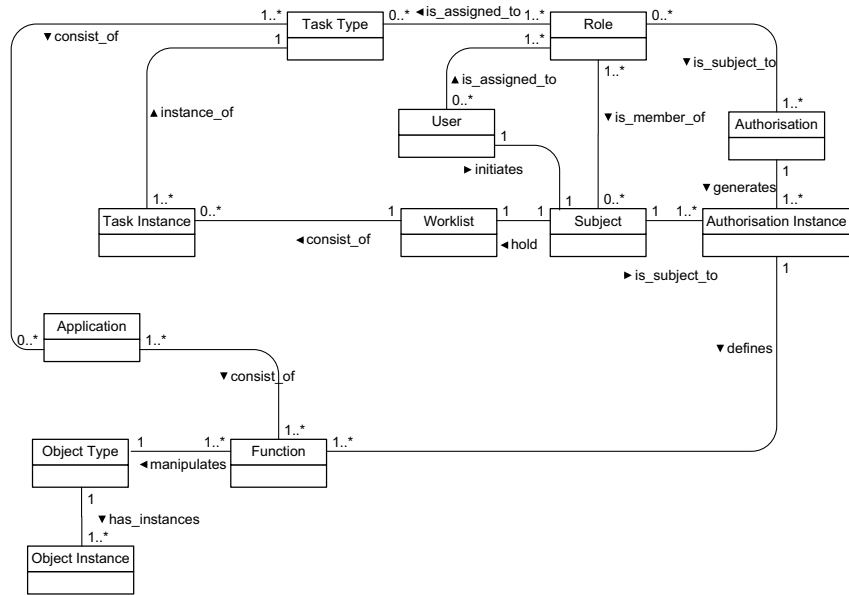 1..* Task Type 0..* ◄is_assigned_to 1..* Role 0..*
▼consist_of 1 1..* ▼is_subject_to
▲is_assigned_to 1..*
0..* 1..*
▲instance_of User ▼is_member_of Authorisation
1 1
►initiates ▼generates
1..* 1 0..* 1..*
Task Instance 0..* 1 Worklist 1 1 Subject 1 1..* Authorisation Instance
◄consist_of ◄hold
►is_subject_to 1
Application
0..* 1..* ▼defines
▼consist_of
1..*
Object Type 1 1..* Function 1..*
◄manipulates
1
▼has_instances
1..*
Object Instance